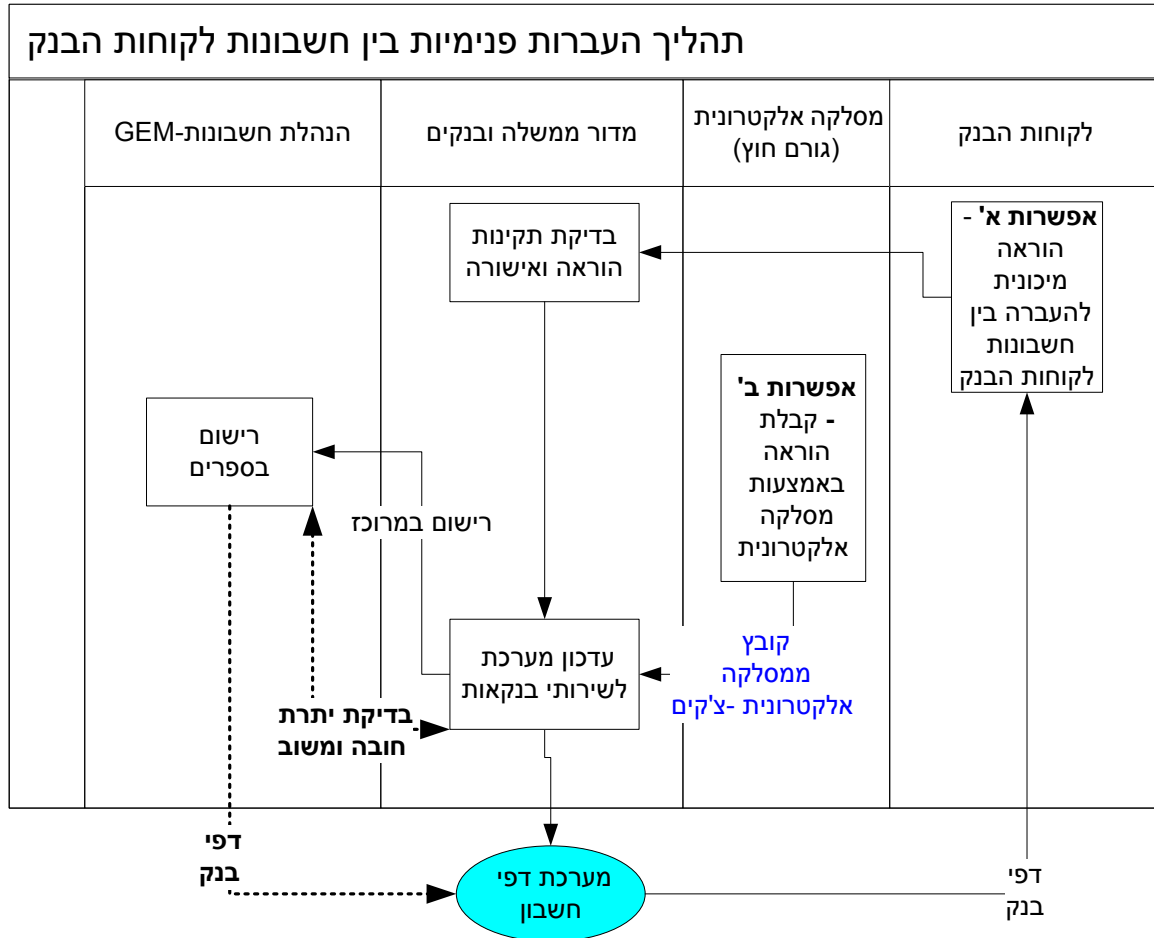 תהליך העברות פנימיות בין חשבונות לקוחות הבנק
לקוחות הבנק
מסלקה אלקטרונית
(גורם חוץ)
מדור ממשלה ובנקים
הנהלת חשבונות-GEM
אפשרות א' -
הוראה
מיכונית
להעברה בין
חשבונות
לקוחות הבנק
בדיקת תקינות
הוראה ואישורה
אפשרות ב'
- קבלת
הוראה
באמצעות
מסלקה
אלקטרונית
רישום
בספרים
רישום במרוכז
קובץ
ממסלקה
אלקטרונית -צ'קים
עדכון מערכת
לשירותי בנקאות
בדיקת יתרת
חובה ומשוב
דפי
בנק
מערכת דפי
חשבון
דפי
בנק